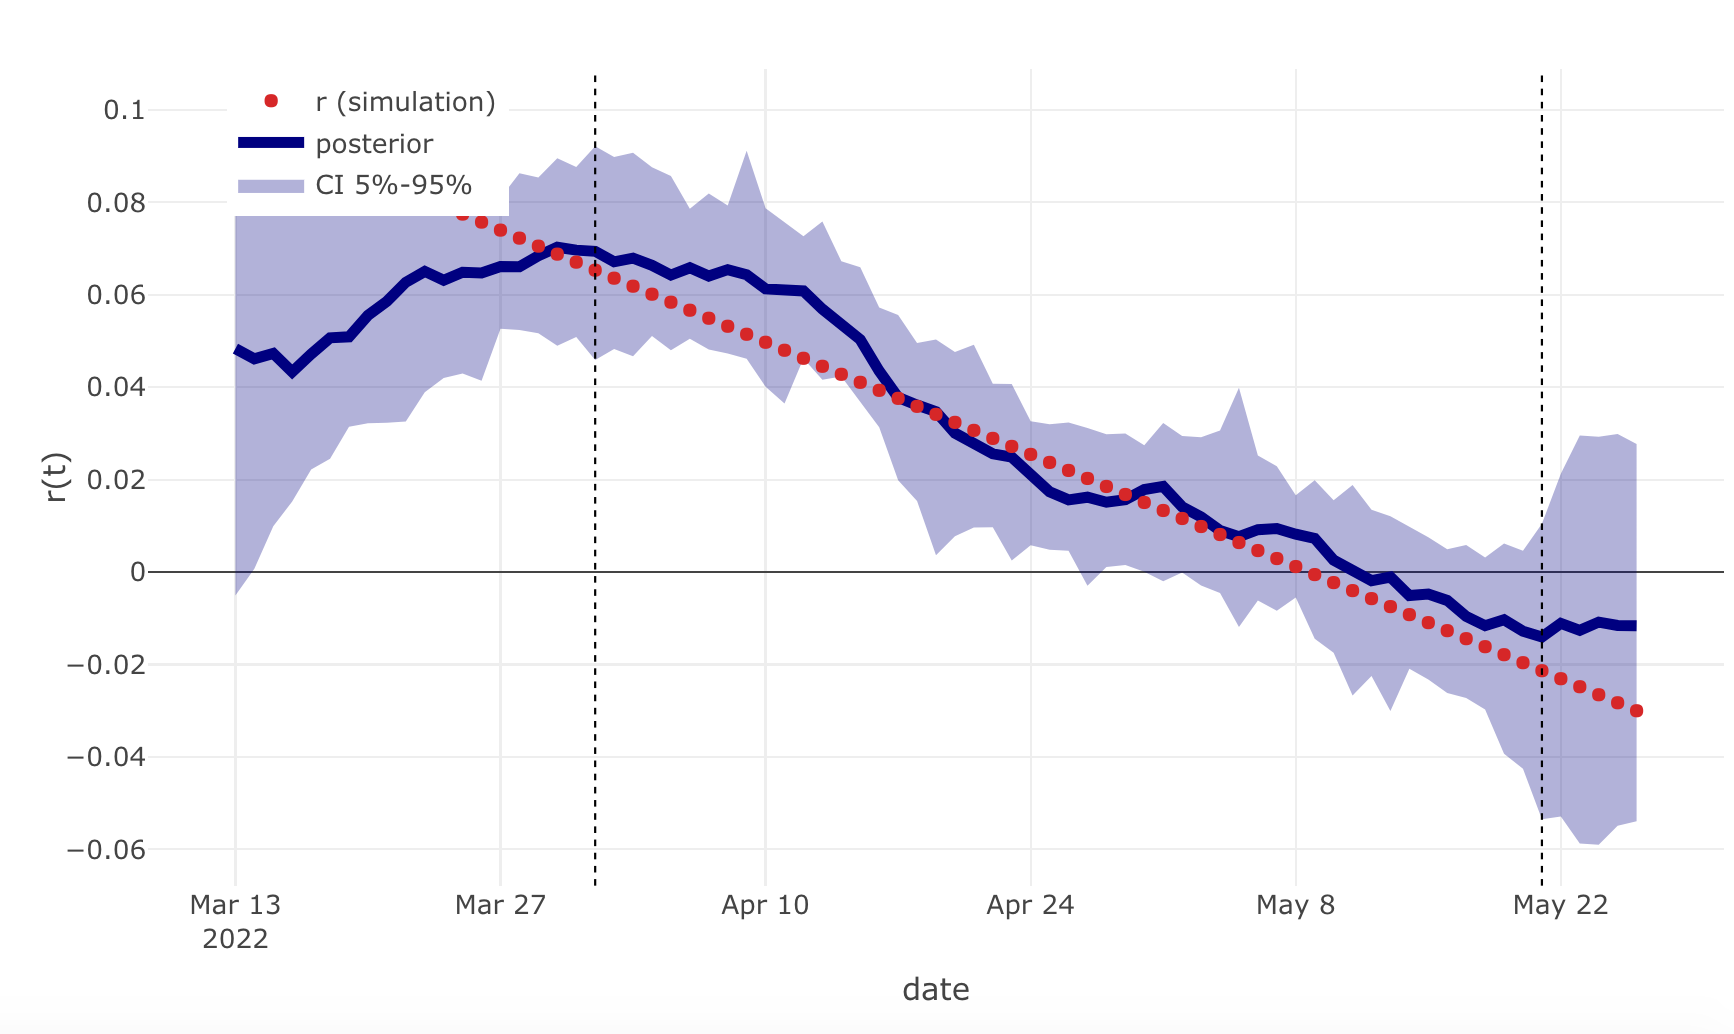 r (simulation)
posterior
CI 5%-95%
0.1
0.08
0.06
0.04
0.02
0
−0.02
−0.04
−0.06
r(t)
Mar 13
2022
Mar 27
Apr 10
Apr 24
May 8
May 22
date